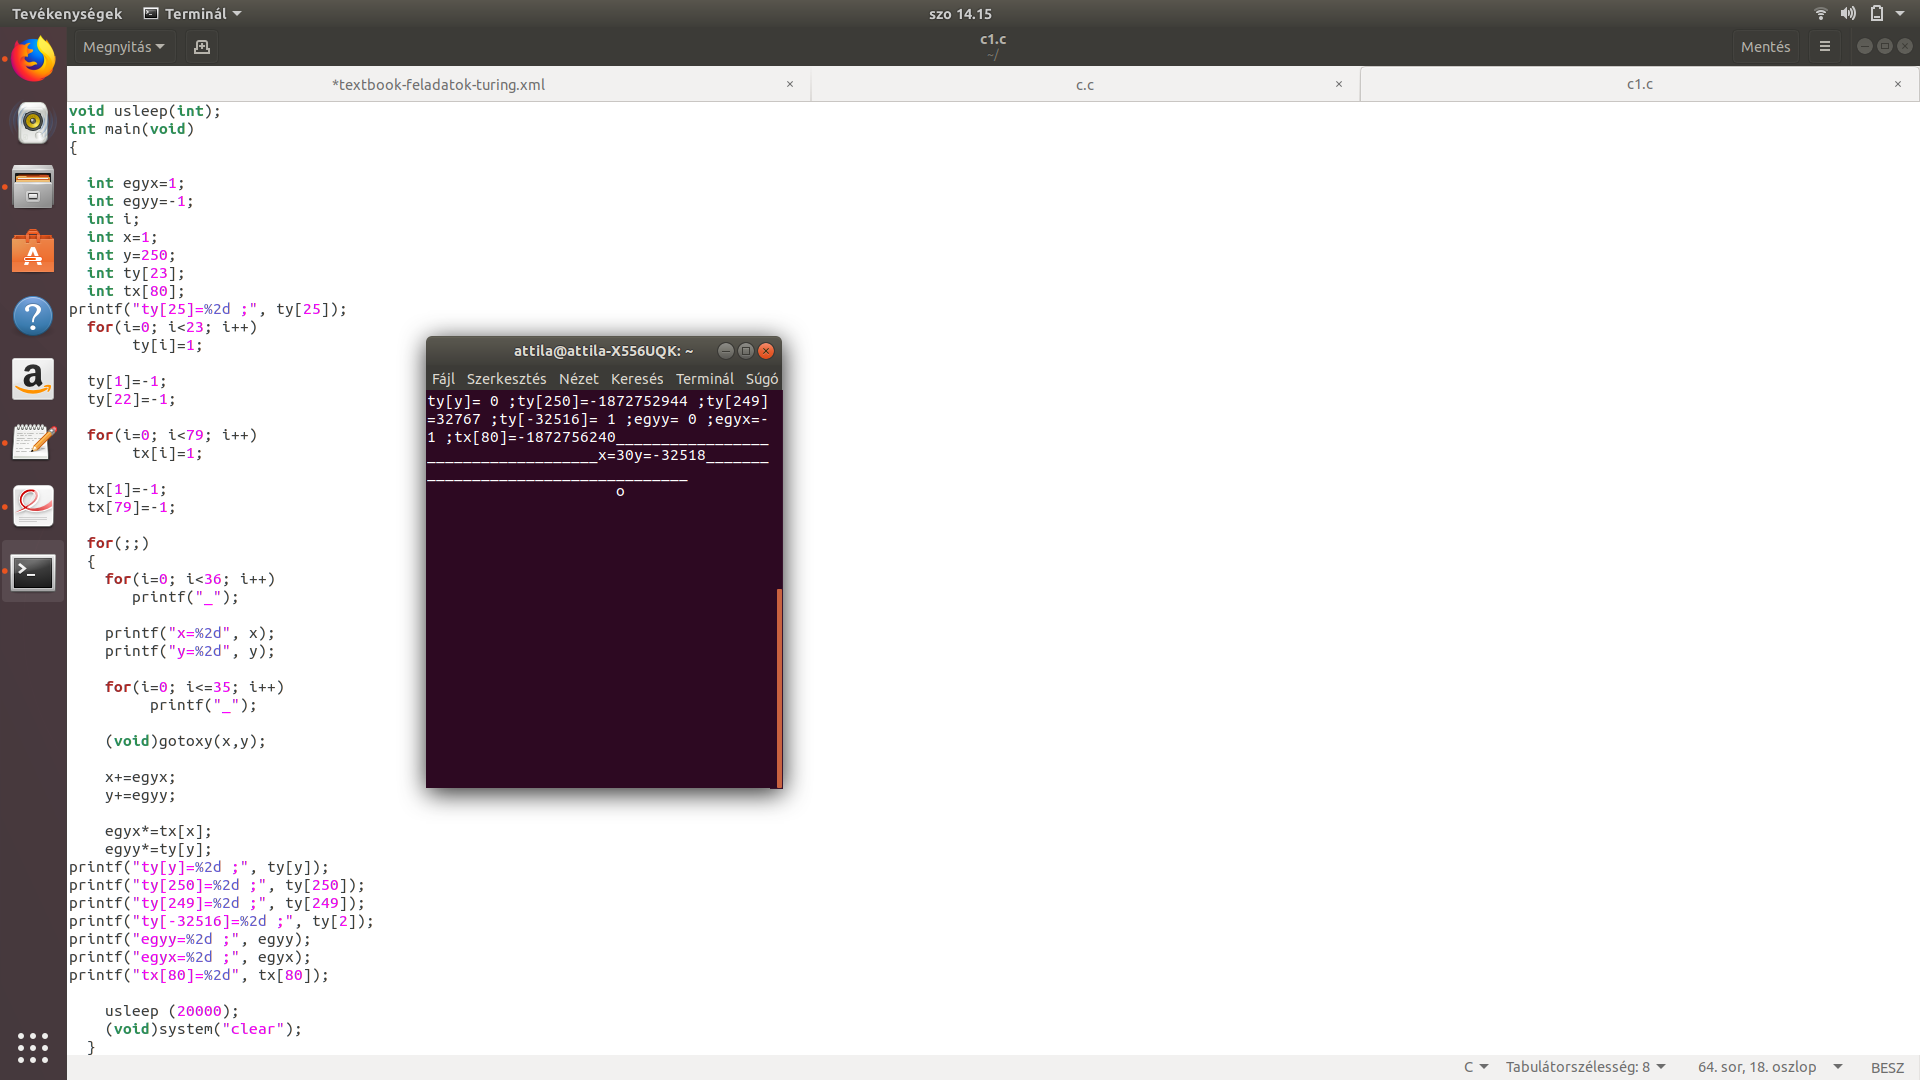 Tevékenységek
Terminál
szo 14.15
Megnyitás
c1.c
~/
Mentés
*textbook-feladatok-turing.xml
c.c
c1.c
void usleep(int);
int main(void)
{
int egyx=1;
int egyy=-1;
int i;
int x=1;
int y=250;
int ty[23];
int tx[80];
printf("ty[25]=%2d ;", ty[25]);
for(i=0; i<23; i++)
ty[i]=1;
ty[1]=-1;
ty[22]=-1;
for(i=0; i<79; i++)
tx[i]=1;
tx[1]=-1;
tx[79]=-1;
for(;;)
{
for(i=0; i<36; i++)
printf("_");
printf("x=%2d", x);
printf("y=%2d", y);
for(i=0; i<=35; i++)
printf("_");
(void)gotoxy(x,y);
x+=egyx;
y+=egyy;
egyx*=tx[x];
egyy*=ty[y];
printf("ty[y]=%2d ;", ty[y]);
printf("ty[250]=%2d ;", ty[250]);
printf("ty[249]=%2d ;", ty[249]);
printf("ty[-32516]=%2d ;", ty[2]);
printf("egyy=%2d ;", egyy);
printf("egyx=%2d ;", egyx);
printf("tx[80]=%2d", tx[80]);
usleep (20000);
(void)system("clear");
}
attila@attila-X556UQK: ~
Fájl Szerkesztés Nézet Keresés Terminál Súgó
ty[y]= 0 ;ty[250]=-1872752944 ;ty[249]
=32767 ;ty[-32516]= 1 ;egyy= 0 ;egyx=-
1 ;tx[80]=-1872756240_________________
___________________x=30y=-32518_______
_____________________________
o
C
Tabulátorszélesség: 8
64. sor, 18. oszlop
BESZ